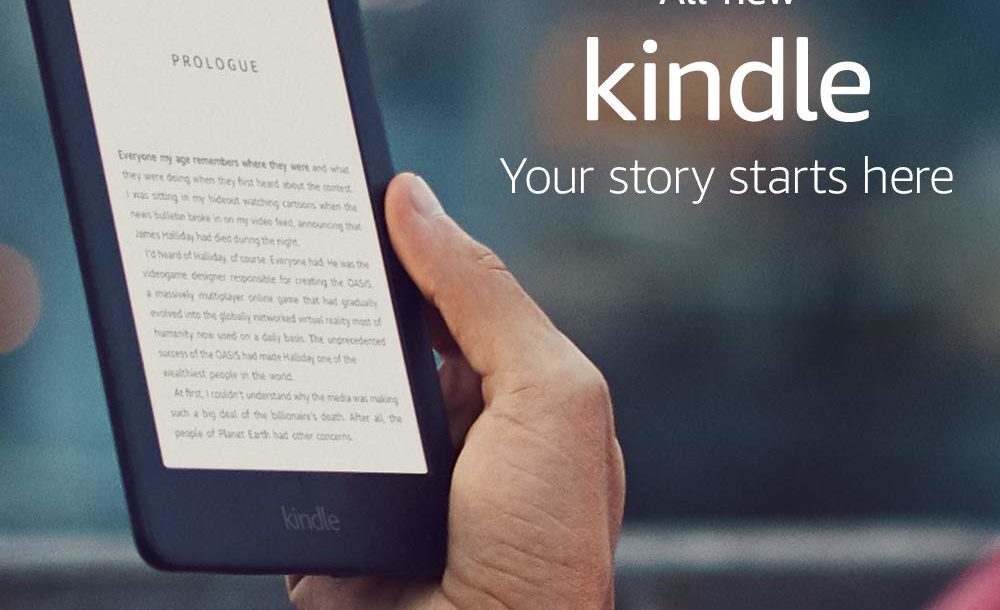 All-new
kindle
Your story starts here
PROLOGUE
Everyone my age remembers where they were and what
they were doing when they first heard about the contest.
I was sitting in my hideout watching cartoons when the
news bulletin broke in on my video feed, announcing that
James Halliday had died during the night.
I'd heard of Halliday, of course. Everyone had. He was the
videogame designer responsible for creating the OASIS,
a massively multiplayer online game that had gradually
evolved into the globally networked virtual reality most of
humanity now used on a daily basis. The unprecedented
success of the OASIS had made Halliday one of the
wealthiest people in the world.
At first, I couldn't understand why the media was making
such a big deal of the billionaire's death. After all, the
people of Planet Earth had other concerns.
kindle